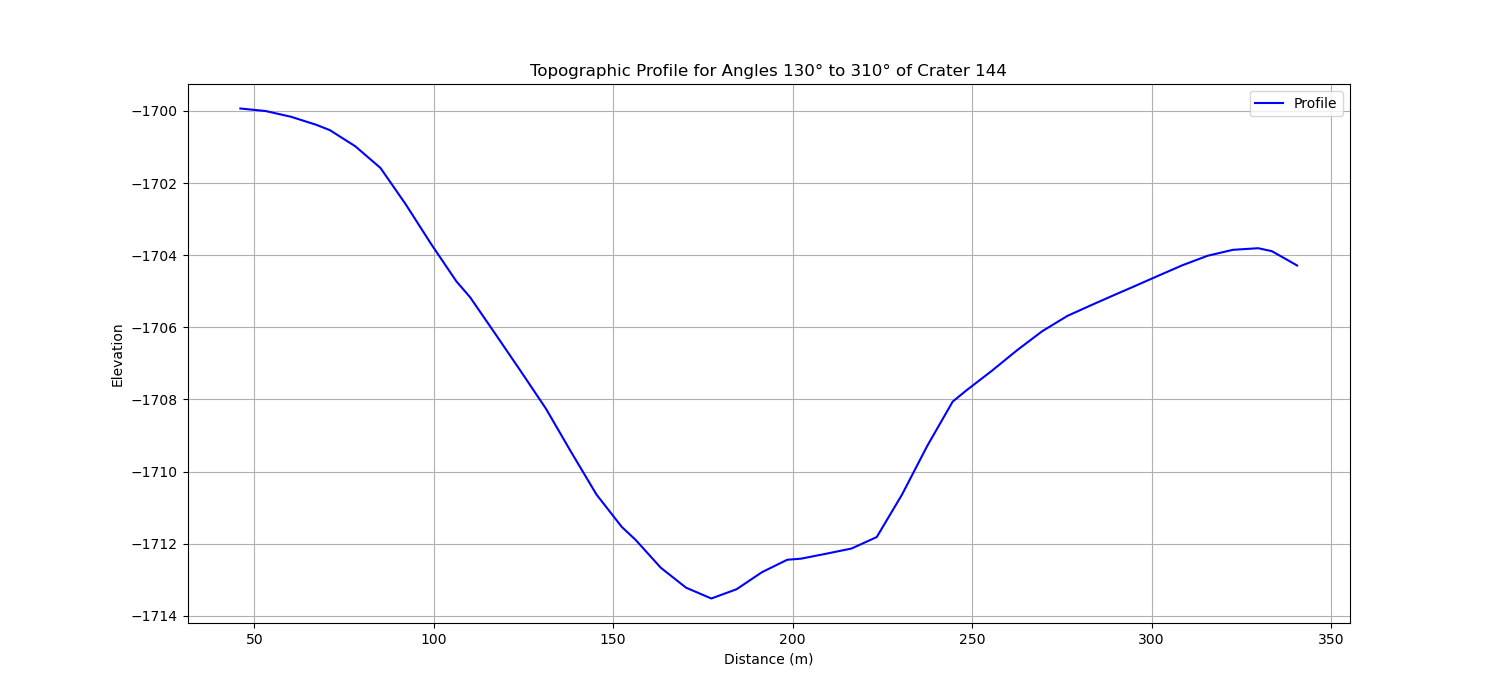 Topographic Profile for Angles 130° to 310° of Crater 144
Profile
−1700
−1702
−1704
−1706
−1708
−1710
−1712
−1714
Elevation
50 100 150 200 250 300 350
Distance (m)